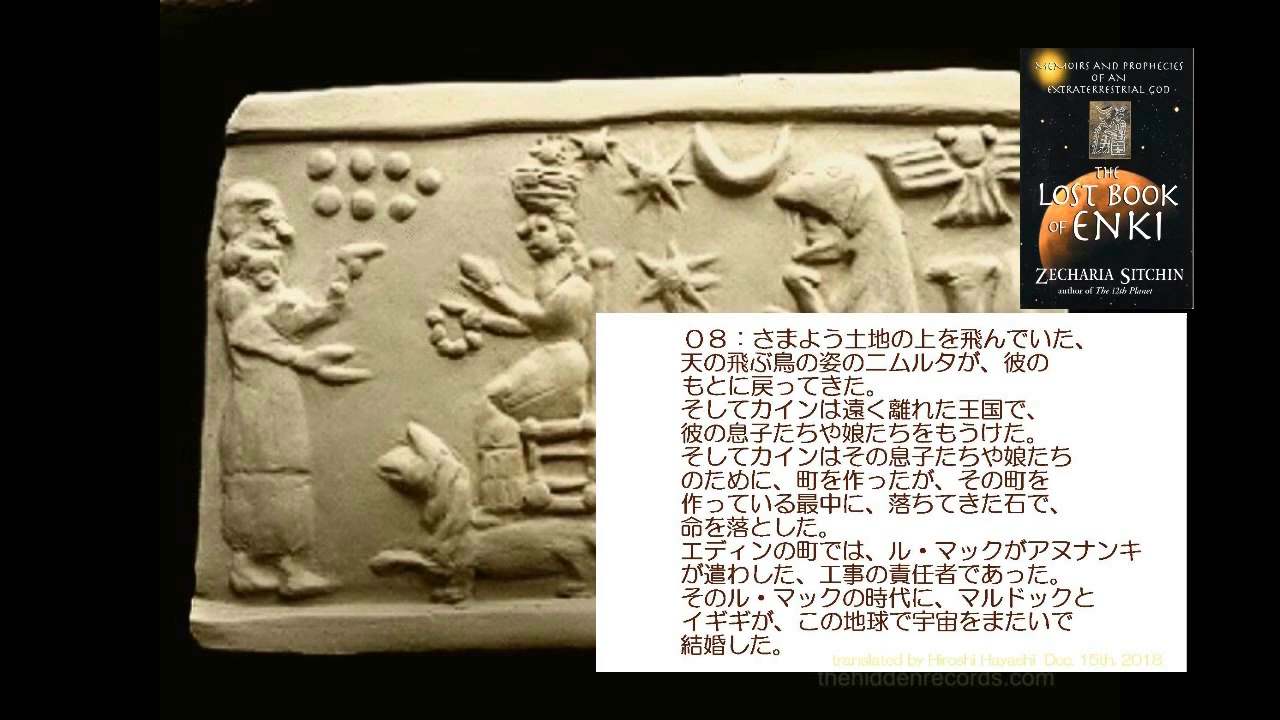 MEMOIRS AND PROPHECIES
OF AN
EXTRATERRESTRIAL GOD
THE
LOST BOOK
OF ENKI
ZECHARIA SITCHIN
author of The 12th Planet
08：さまよう土地の上を飛んでいた、
天の飛ぶ鳥の姿のニムルタが、彼の
もとに戻ってきた。
そしてカインは遠く離れた王国で、
彼の息子たちや娘たちをもうけた。
そしてカインはその息子たちや娘たち
のために、町を作ったが、その町を
作っている最中に、落ちてきた石で、
命を落とした。
エディンの町では、ル・マックがアヌナンキ
が遣わした、工事の責任者であった。
そのル・マックの時代に、マルドックと
イギギが、この地球で宇宙をまたいで
結婚した。
translated by Hiroshi Hayashi Dec. 15th, 2018
thehiddenrecords.com